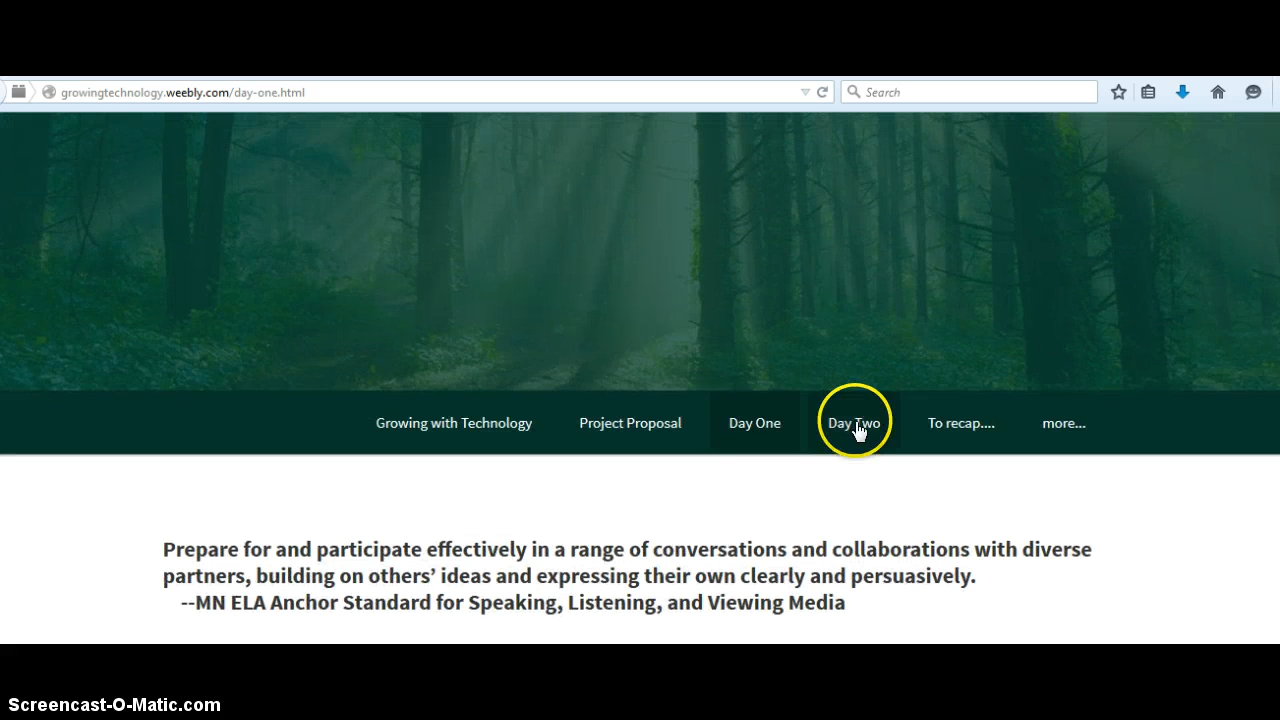 growingtechnology.weebly.com/day-one.html
Search
Growing with Technology
Project Proposal
Day One
Day Two
To recap....
more...
Prepare for and participate effectively in a range of conversations and collaborations with diverse
partners, building on others’ ideas and expressing their own clearly and persuasively.
--MN ELA Anchor Standard for Speaking, Listening, and Viewing Media
Screencast-O-Matic.com